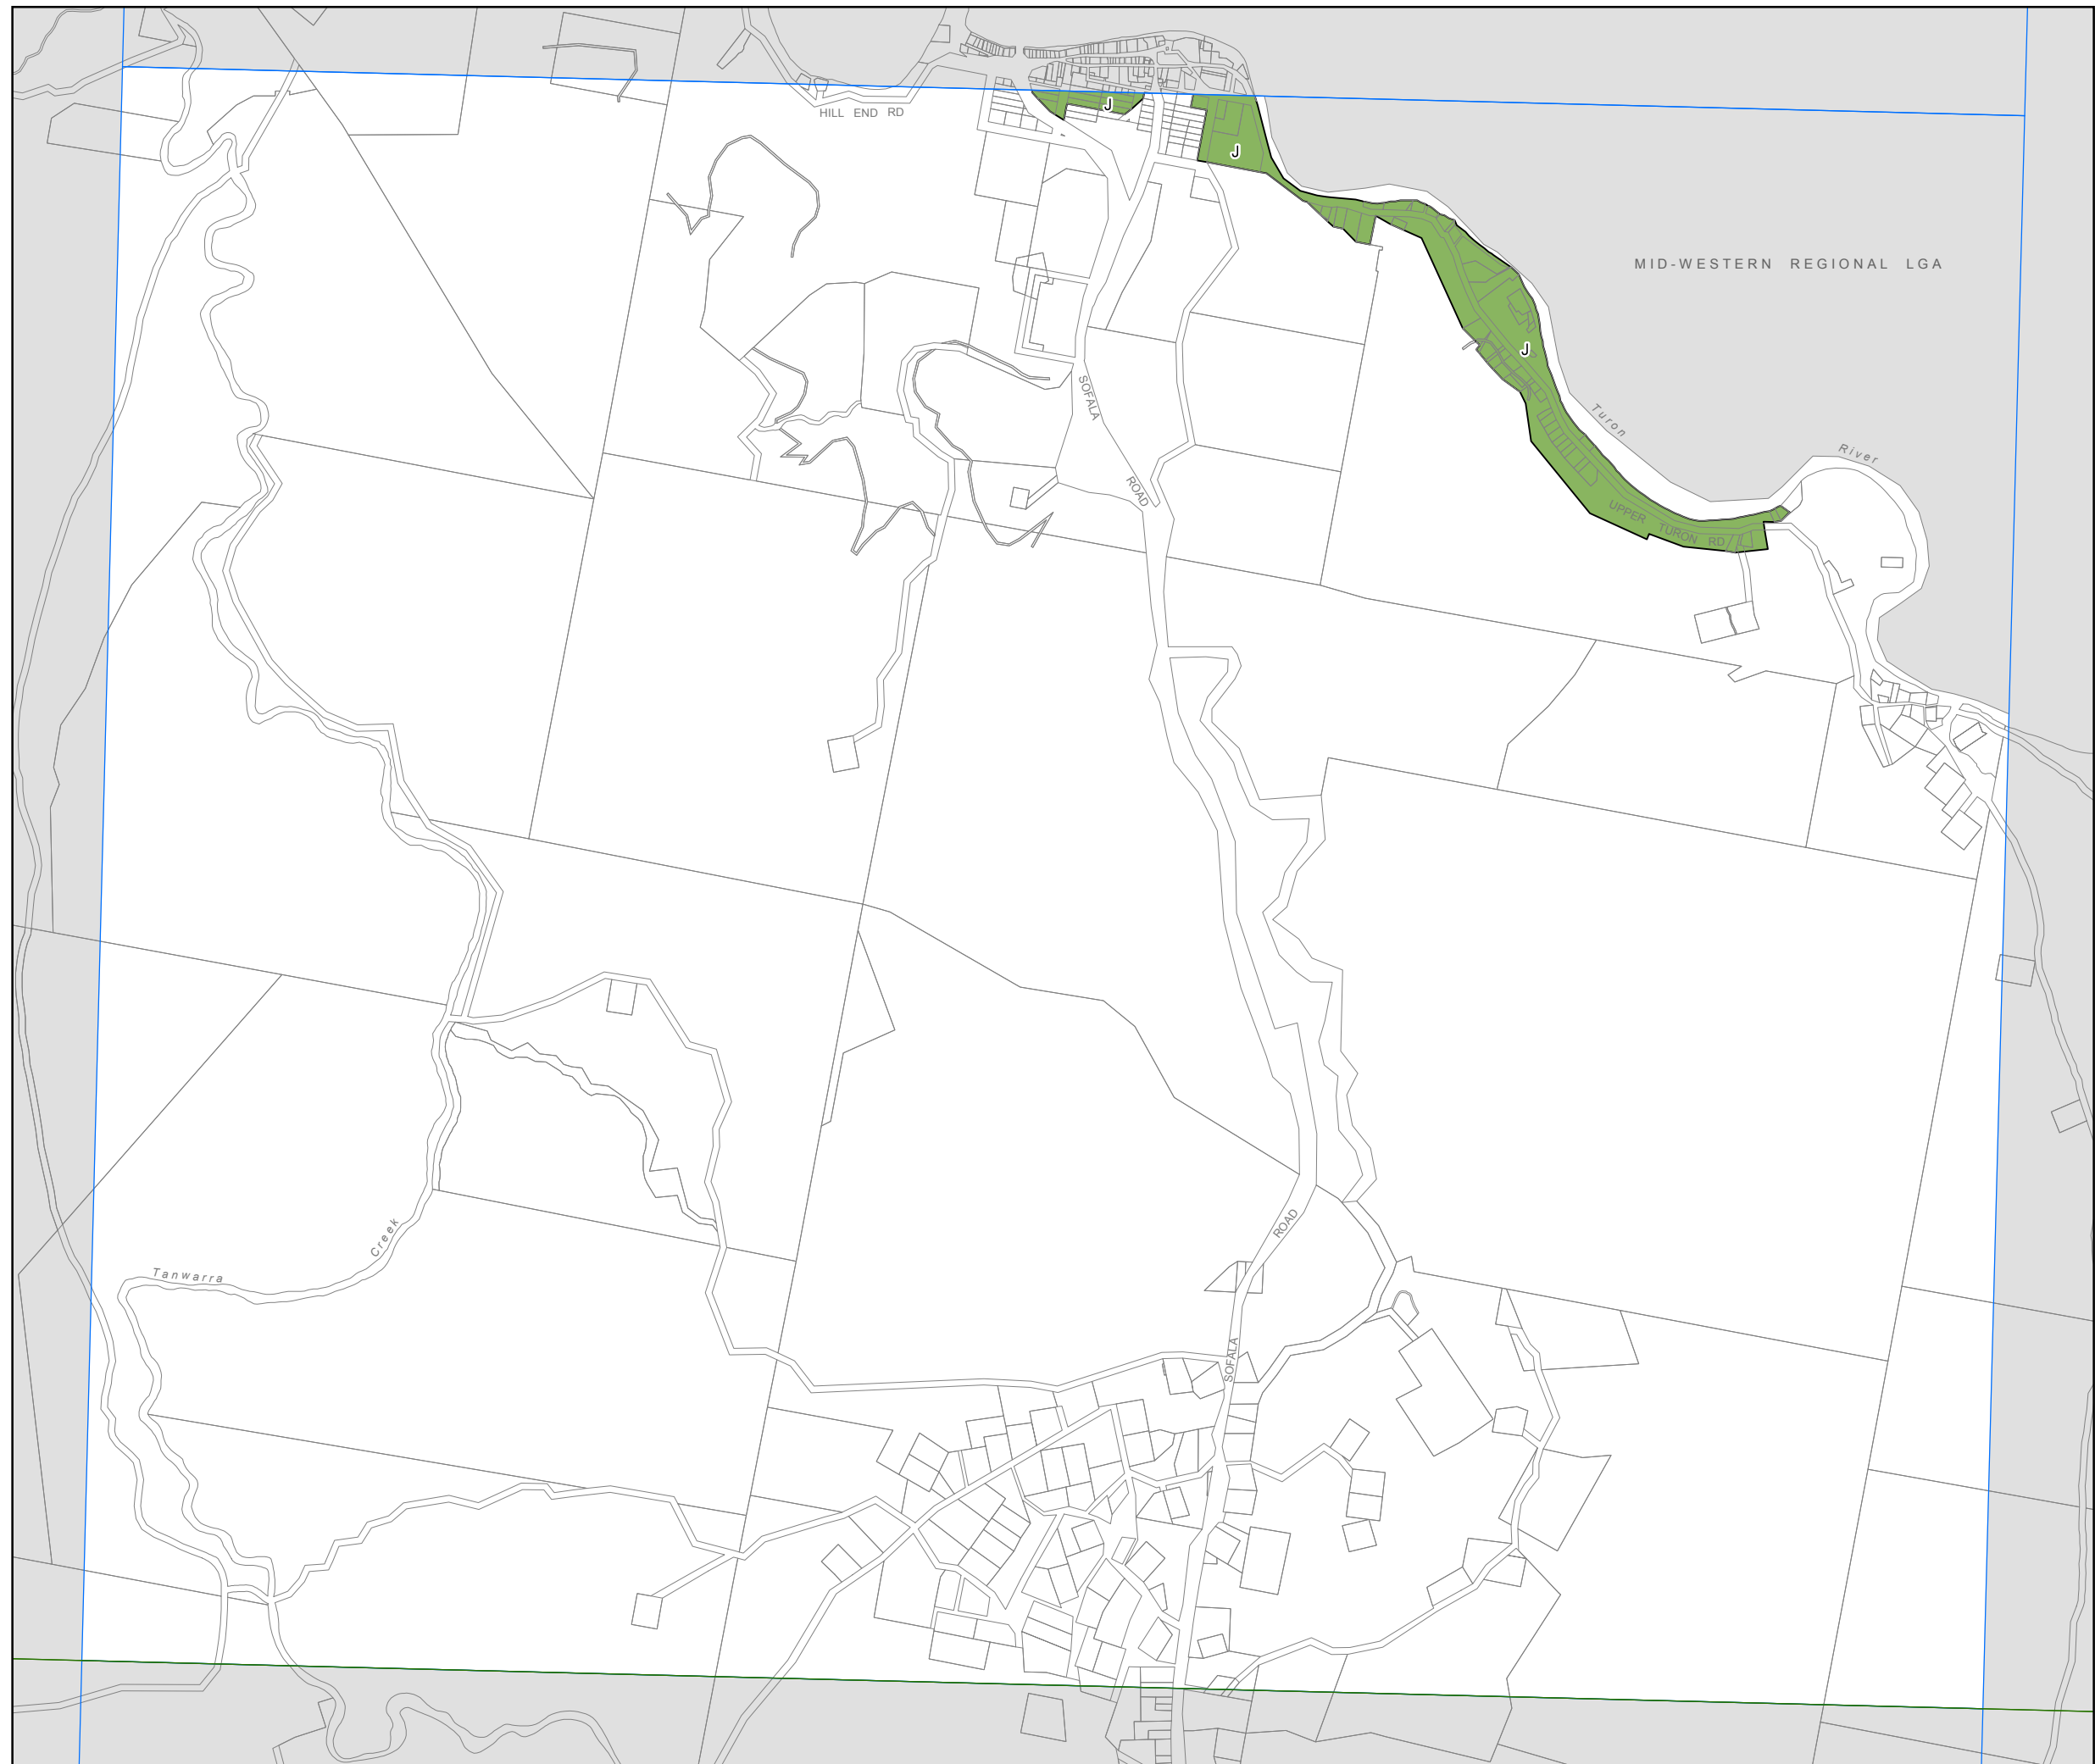 HILL END RD
J
J
MID-WESTERN REGIONAL LGA
J
SOFALA
ROAD
Turon
River
UPPER TURON RD
Creek
Tanwarra
ROAD
SOFALA